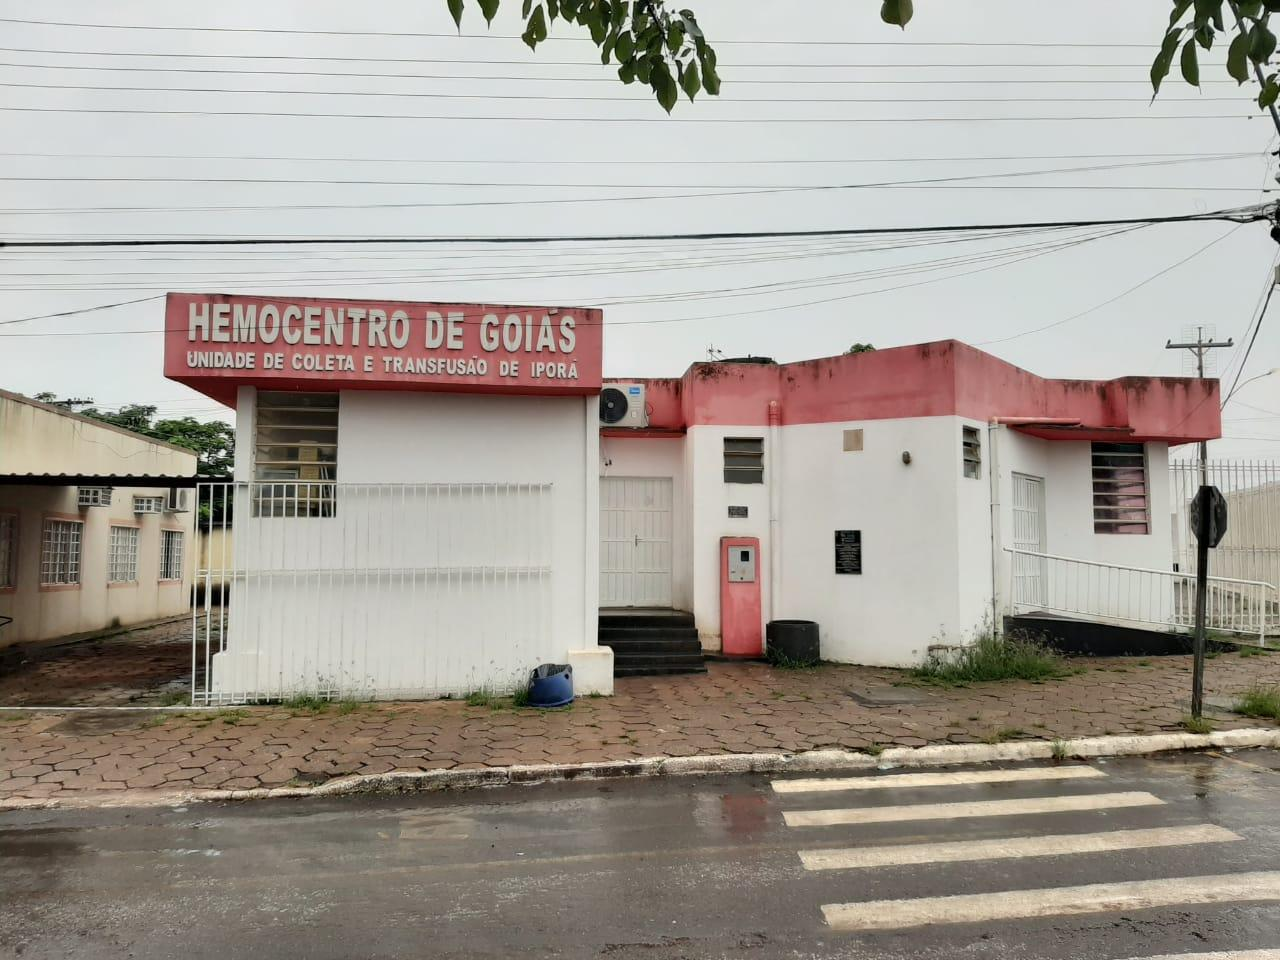 HEMOCENTRO DE GOIÁS
UNIDADE DE COLETA E TRANSFUSÃO DE IPORÁ